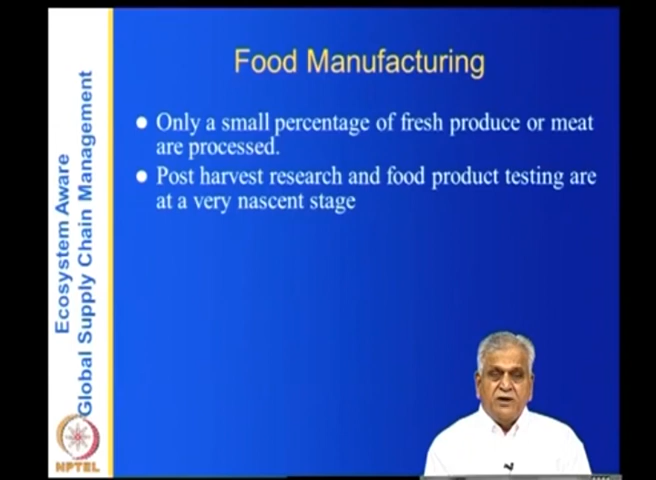 Food Manufacturing
Only a small percentage of fresh produce or meat
are processed.
Post harvest research and food product testing are
at a very nascent stage
Ecosystem Aware
Global Supply Chain Management
NPTEL